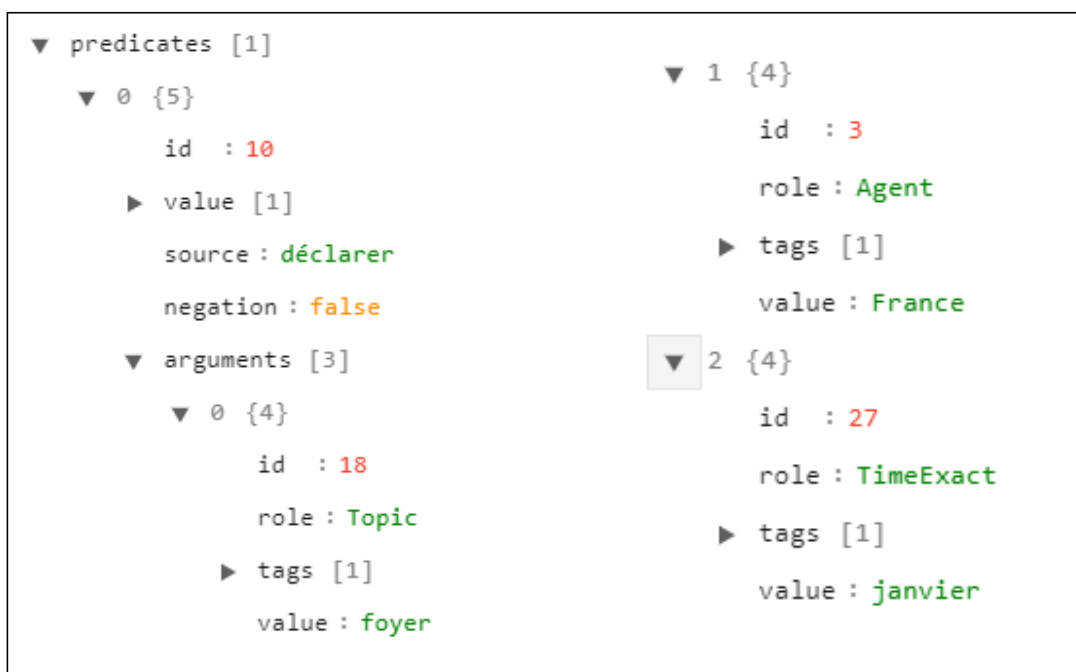 ▼ predicates [1]
▼ 0 {5}
id : 10
▶ value [1]
source : déclarer
negation : false
▼ arguments [3]
▼ 0 {4}
id : 18
role : Topic
▶ tags [1]
value : foyer
▼ 1 {4}
id : 3
role : Agent
▶ tags [1]
value : France
▼ 2 {4}
id : 27
role : TimeExact
▶ tags [1]
value : janvier